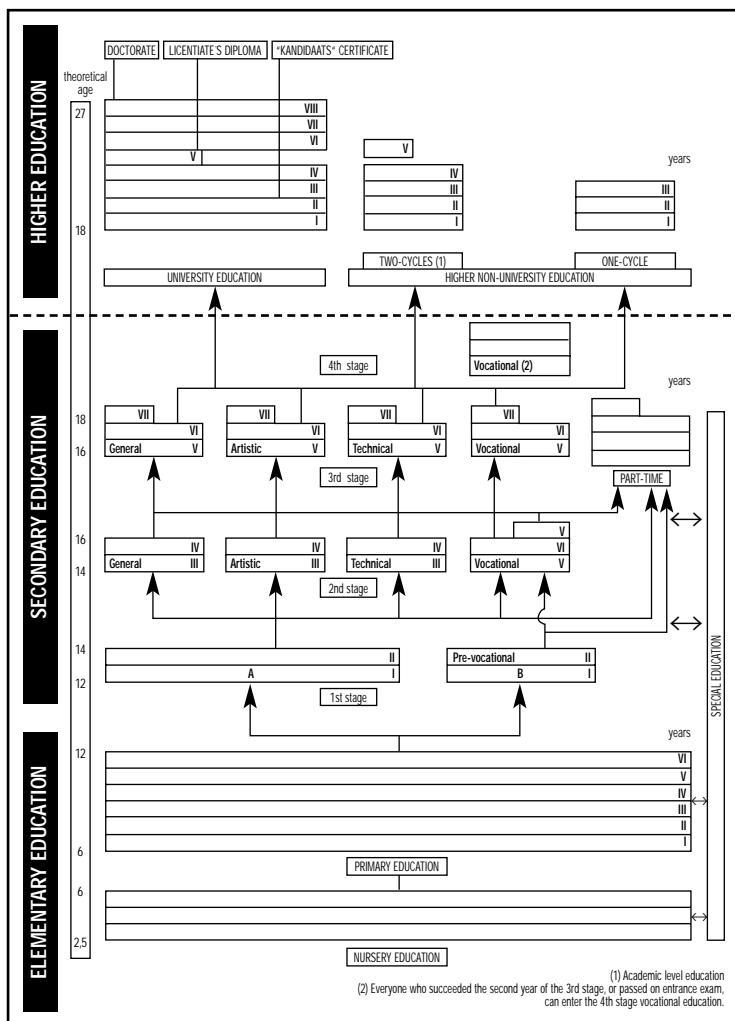 HIGHER EDUCATION
DOCTORATE LICENTIATE'S DIPLOMA "KANDIDAATS" CERTIFICATE
theoretical
age
27
VIII
VII
VI
V
IV
III
II
I
V
IV
III
II
I
years
III
II
I
18
TWO-CYCLES (1) ONE-CYCLE
UNIVERSITY EDUCATION HIGHER NON-UNIVERSITY EDUCATION
SECONDARY EDUCATION
4th stage
Vocational (2)
years
18
VII VII VII VII
VI VI VI VI
16
General V Artistic V Technical V Vocational V
3rd stage
PART-TIME
16
V
IV IV IV VI
14
General III Artistic III Technical III Vocational V
2nd stage
14
II Pre-vocational II
12
A I B I
1st stage
SPECIAL EDUCATION
ELEMENTARY EDUCATION
years
12
VI
V
IV
III
II
I
6
PRIMARY EDUCATION
6
2,5
NURSERY EDUCATION
(1) Academic level education
(2) Everyone who succeeded the second year of the 3rd stage, or passed on entrance exam,
can enter the 4th stage vocational education.